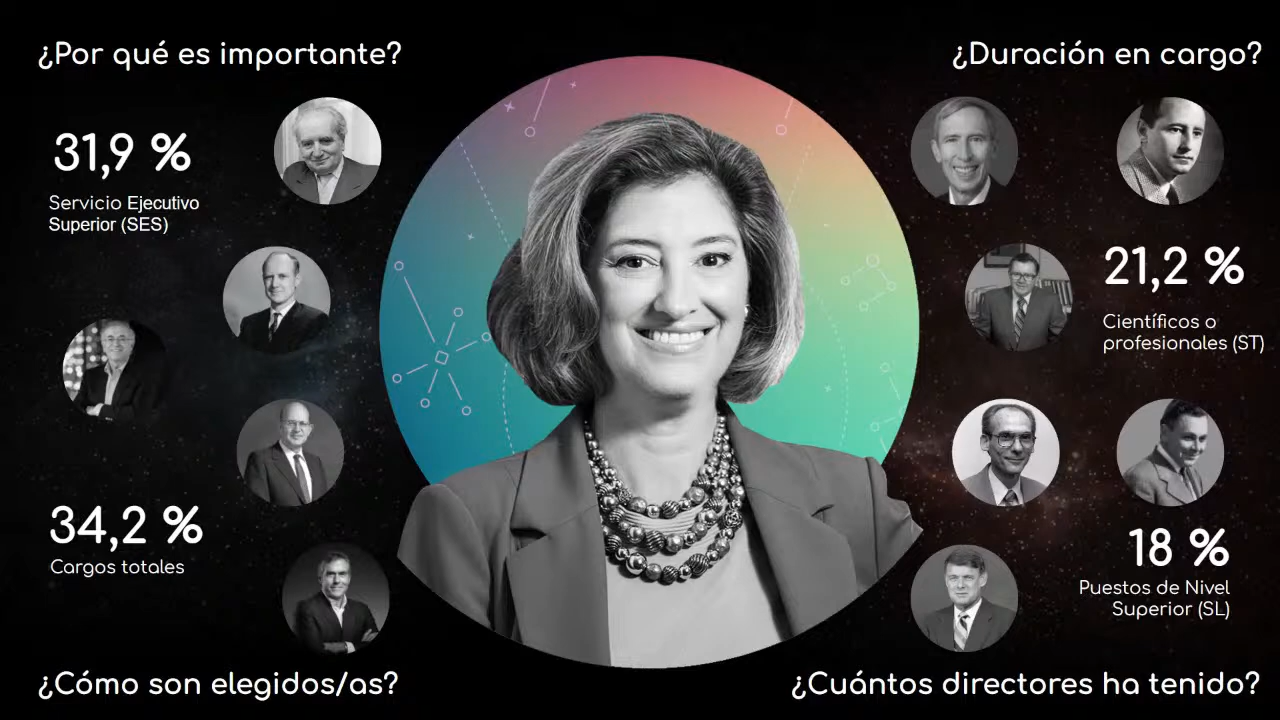 ¿Por qué es importante?
31,9 %
Servicio Ejecutivo
Superior (SES)
34,2 %
Cargos totales
¿Cómo son elegidos/as?
¿Duración en cargo?
21,2 %
Científicos o
profesionales (ST)
18 %
Puestos de Nivel
Superior (SL)
¿Cuántos directores ha tenido?